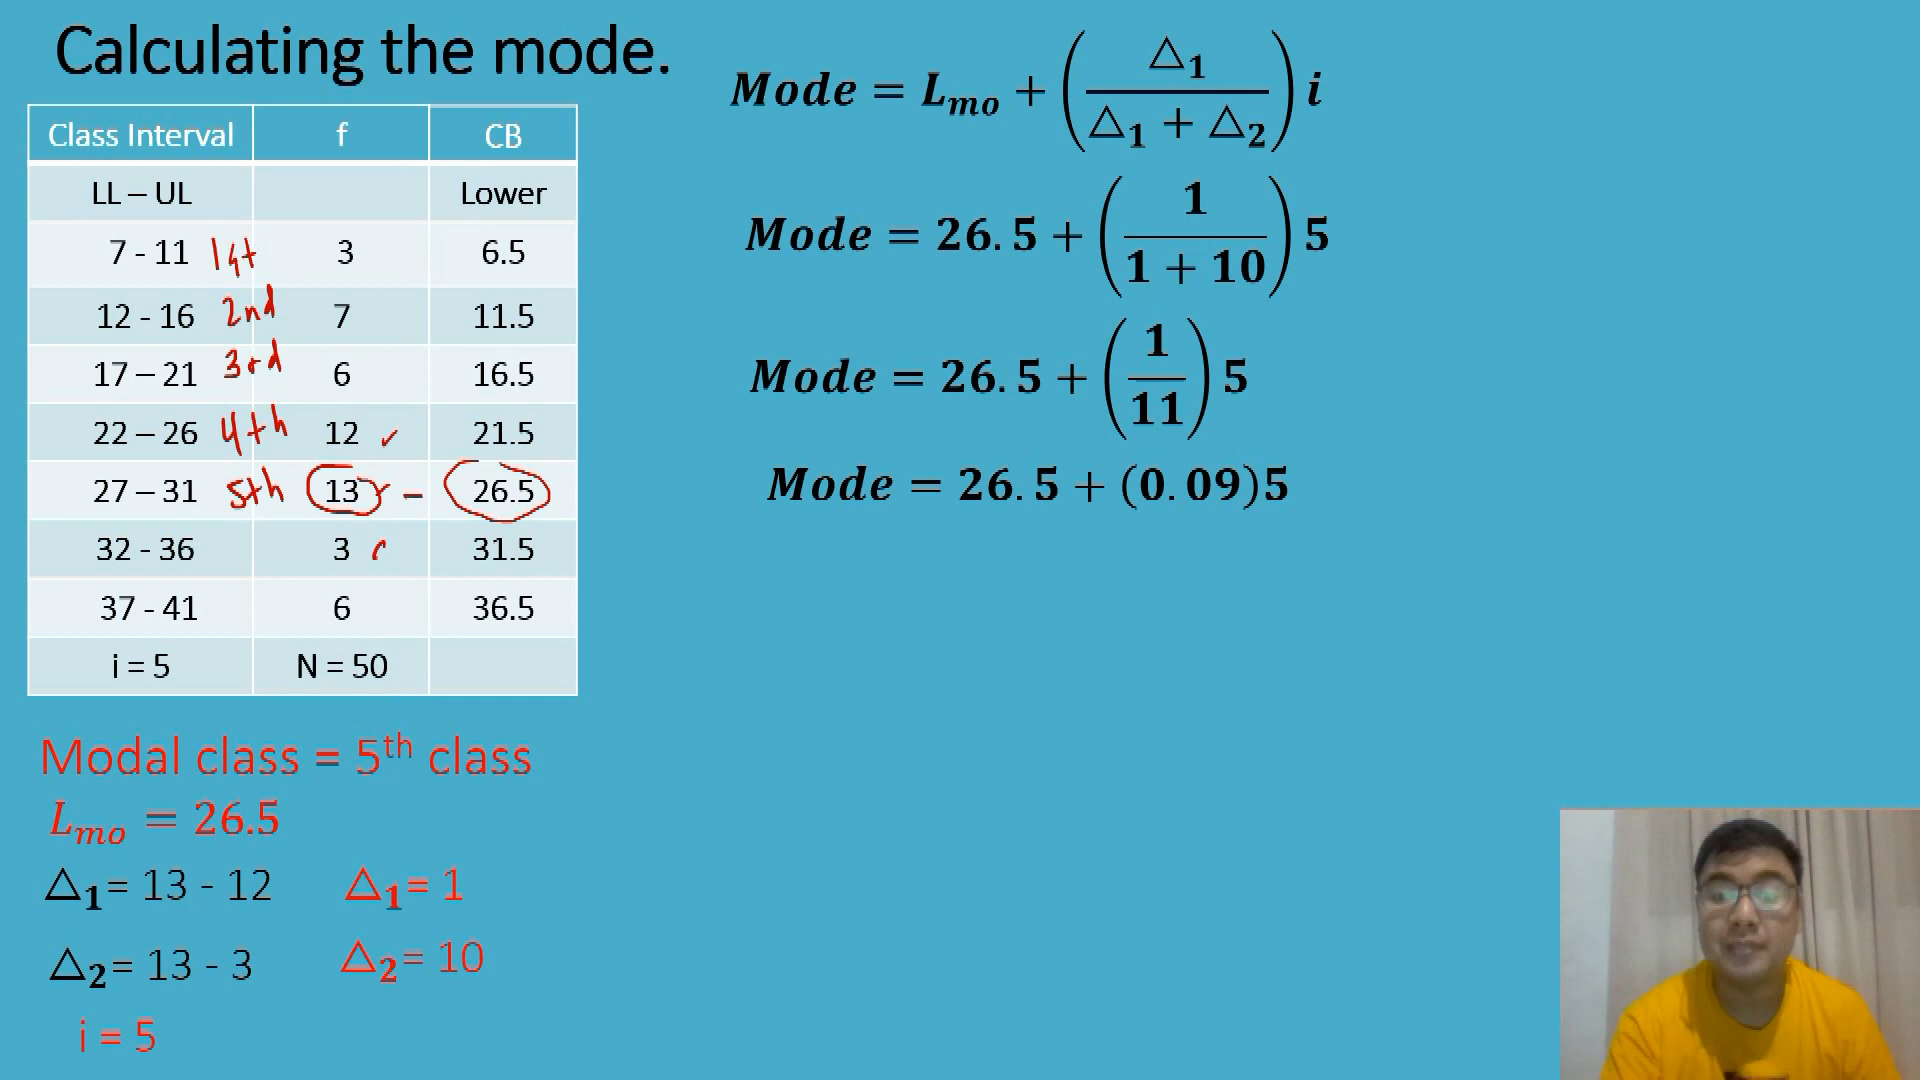 Calculating the mode.
Class Interval f CB
LL – UL Lower
7 - 11 1st 3 6.5
12 - 16 2nd 7 11.5
17 – 21 3rd 6 16.5
22 – 26 4th 12 ✓ 21.5
27 – 31 5th 13 – 26.5
32 - 36 3 31.5
37 - 41 6 36.5
i = 5 N = 50
Modal class = 5th class
Lmo = 26.5
△1= 13 - 12 △1= 1
△2= 13 - 3 △2= 10
i = 5
Mode = Lmo + (△1 / △1 + △2) i
Mode = 26.5 + (1 / 1 + 10) 5
Mode = 26.5 + (1 / 11) 5
Mode = 26.5 + (0.09)5